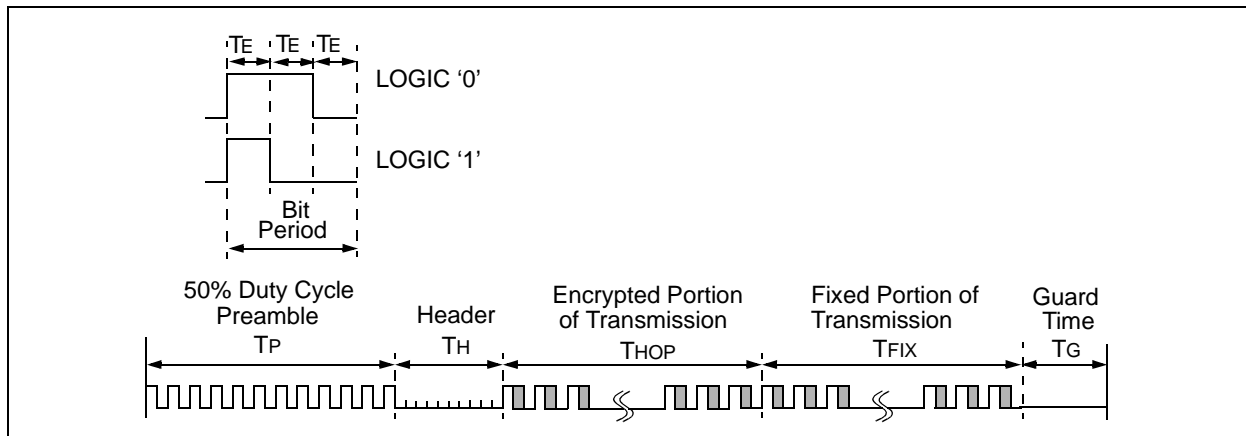 TE TE TE
LOGIC ‘0’
LOGIC ‘1’
Bit
Period
50% Duty Cycle
Preamble
TP
Header
TH
Encrypted Portion
of Transmission
THOP
Fixed Portion of
Transmission
TFIX
Guard
Time
TG